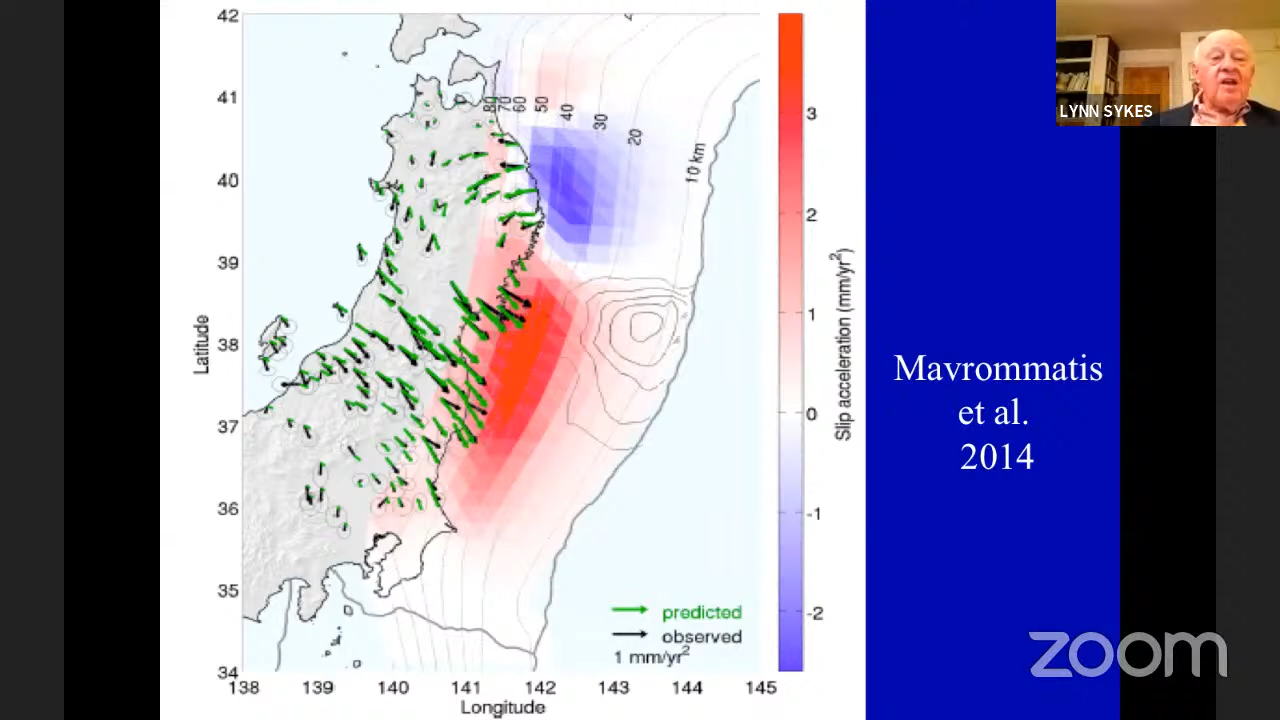 42
41
40
39
38
37
36
35
34
Latitude
138
139
140
141
142
143
144
145
Longitude
80
70
60
50
40
30
20
10 km
predicted
observed
1 mm/yr²
3
2
1
0
-1
-2
Slip acceleration (mm/yr²)
Mavrommatis
et al.
2014
LYNN SYKES
zoom